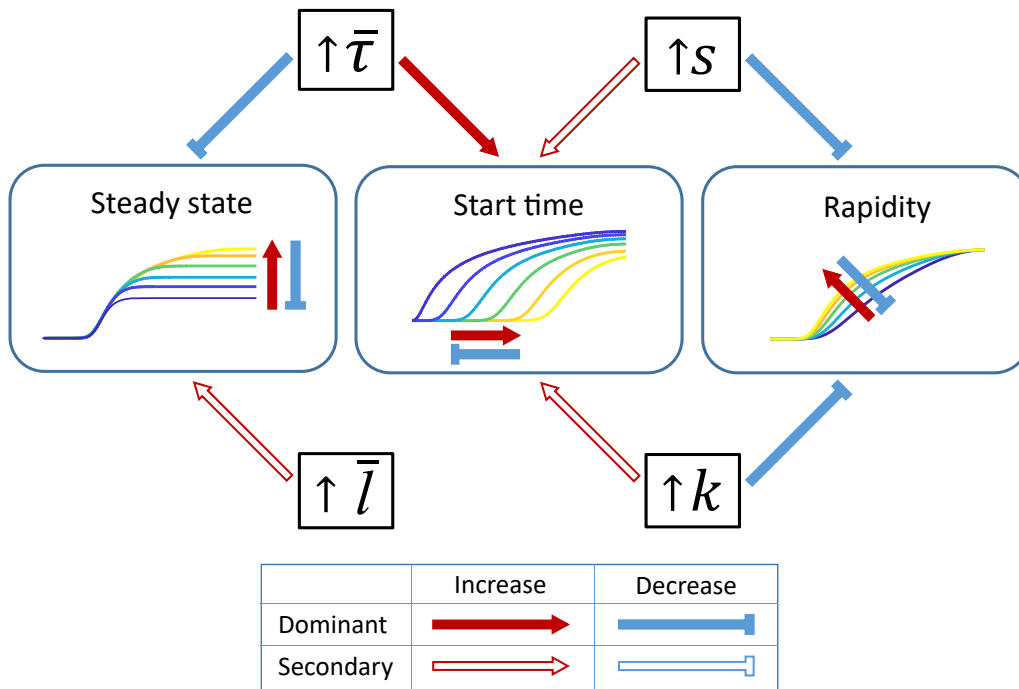 ↑ τ̄
↑s
Steady state
Start time
Rapidity
↑ l̄
↑k
Increase
Decrease
Dominant
Secondary